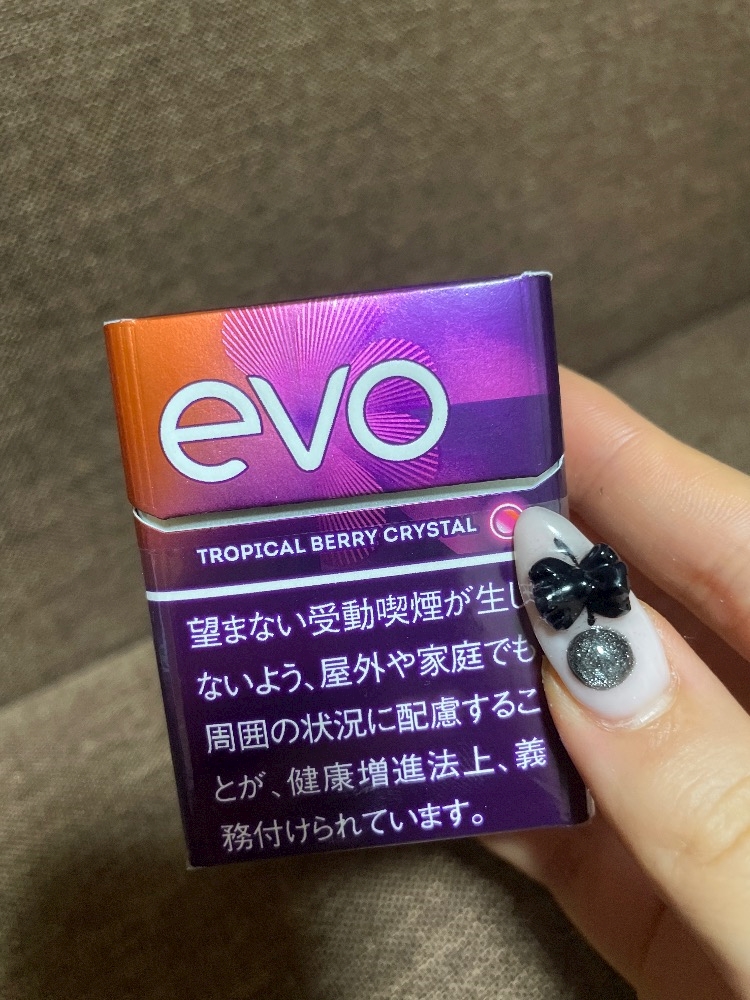 evo
TROPICAL BERRY CRYSTAL
望まない受動喫煙が生じ
ないよう、屋外や家庭でも
周囲の状況に配慮するこ
とが、健康増進法上、義
務付けられています。